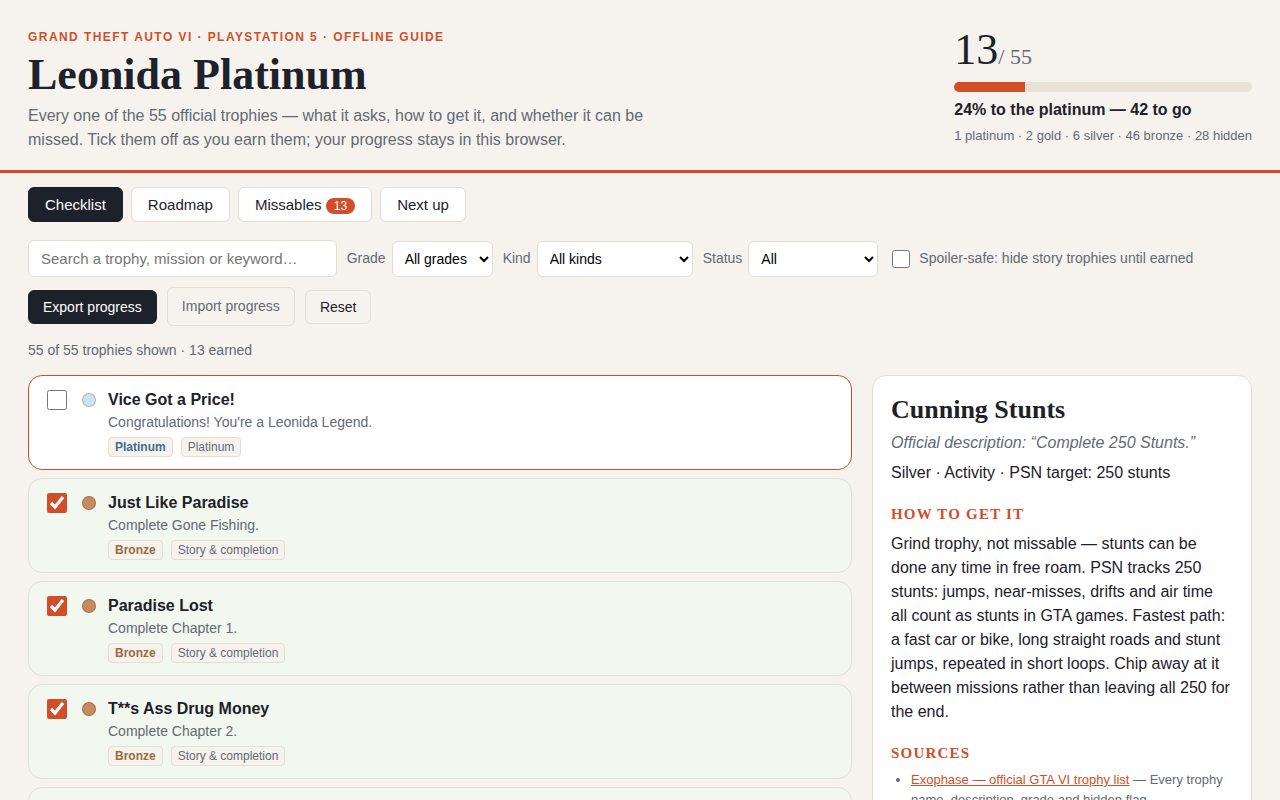 GRAND THEFT AUTO VI · PLAYSTATION 5 · OFFLINE GUIDE
Leonida Platinum
Every one of the 55 official trophies — what it asks, how to get it, and whether it can be
missed. Tick them off as you earn them; your progress stays in this browser.
13/ 55
24% to the platinum — 42 to go
1 platinum · 2 gold · 6 silver · 46 bronze · 28 hidden
Checklist
Roadmap
Missables 13
Next up
Search a trophy, mission or keyword…
Grade
All grades
Kind
All kinds
Status
All
Spoiler-safe: hide story trophies until earned
Export progress
Import progress
Reset
55 of 55 trophies shown · 13 earned
Vice Got a Price!
Congratulations! You're a Leonida Legend.
Platinum
Platinum
Just Like Paradise
Complete Gone Fishing.
Bronze
Story & completion
Paradise Lost
Complete Chapter 1.
Bronze
Story & completion
T**s Ass Drug Money
Complete Chapter 2.
Bronze
Story & completion
Cunning Stunts
Official description: “Complete 250 Stunts.”
Silver · Activity · PSN target: 250 stunts
HOW TO GET IT
Grind trophy, not missable — stunts can be
done any time in free roam. PSN tracks 250
stunts: jumps, near-misses, drifts and air time
all count as stunts in GTA games. Fastest path:
a fast car or bike, long straight roads and stunt
jumps, repeated in short loops. Chip away at it
between missions rather than leaving all 250 for
the end.
SOURCES
Exophase — official GTA VI trophy list — Every trophy
name, description, grade and hidden flag